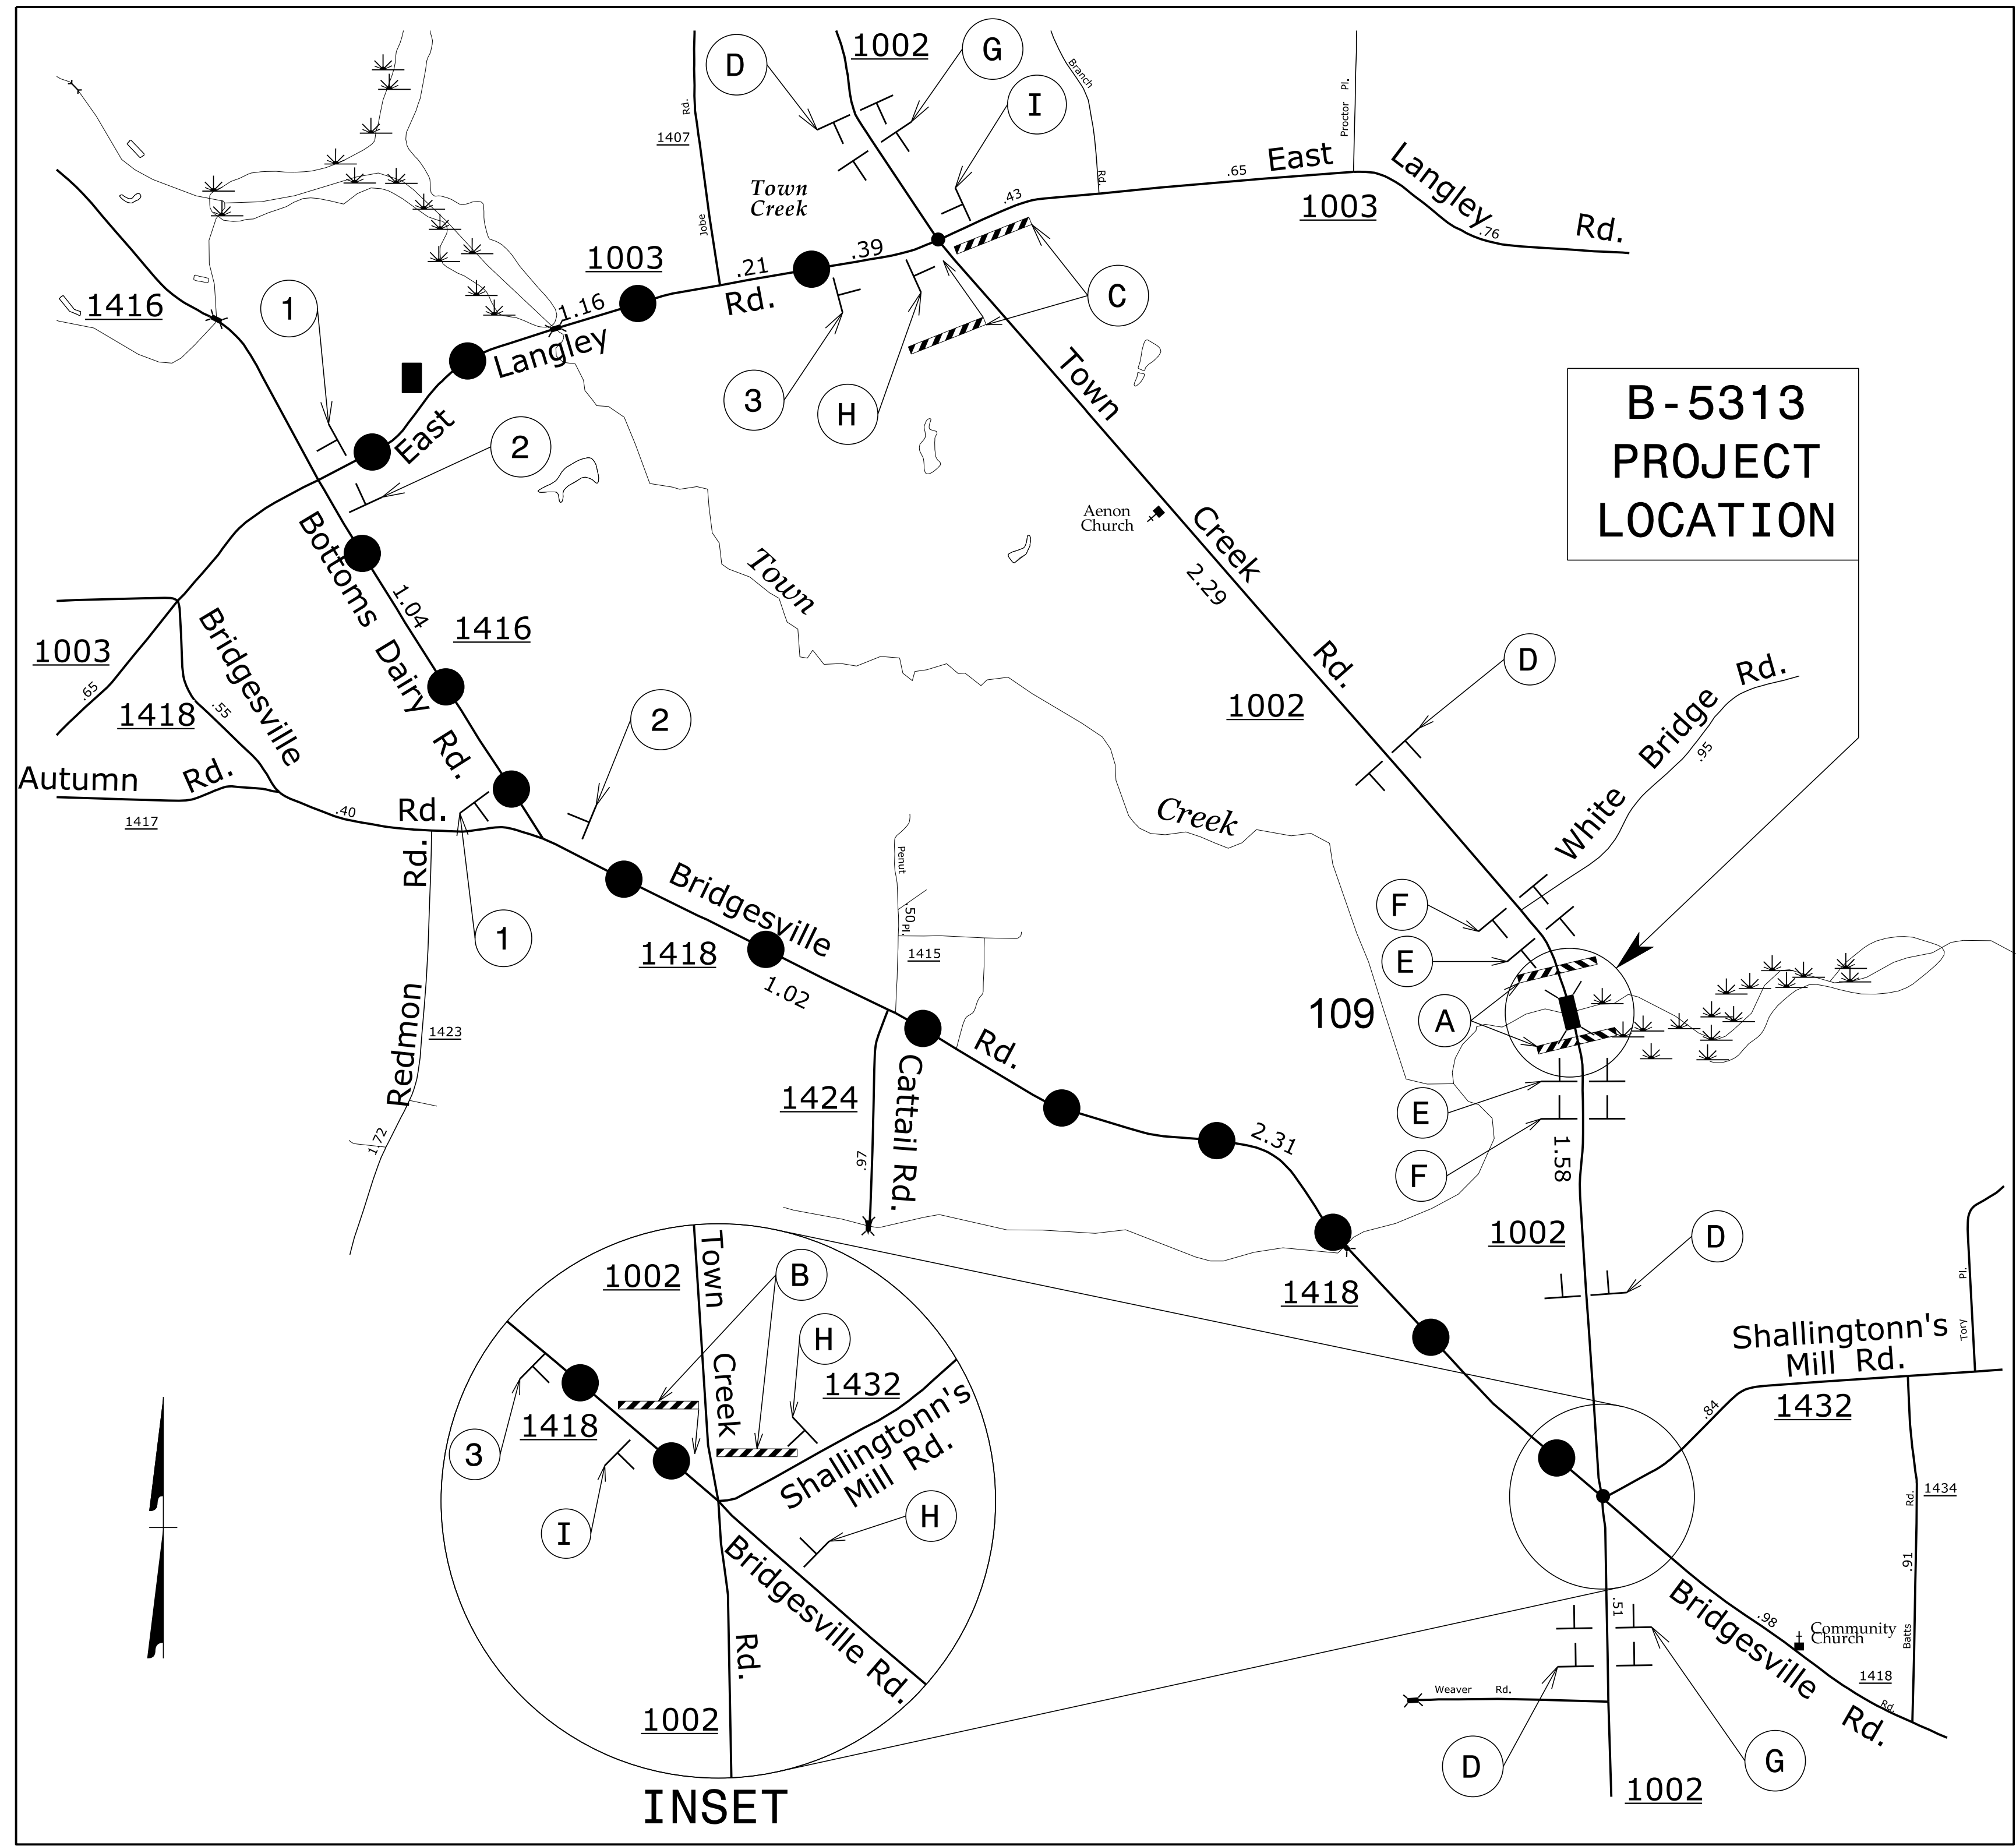 D
1002
G
I
Branch
Rd.
Proctor Pl.
Jobe Rd.
1407
Town
Creek
.43
.65
East
Langley
.76
Rd.
1003
1003
.21
Rd.
.39
1416
1
1.16
Langley
East
C
3
H
2
Town
Creek
2.29
Rd.
1002
Aenon
Church
B-5313
PROJECT
LOCATION
Town
Creek
Bottoms Dairy Rd.
1.04
1416
1003
.65
1418
.55
Bridgesville
Rd.
2
D
White Bridge Rd.
.95
Autumn Rd.
1417
.40
1
Redmon Rd.
1423
1.72
Bridgesville
Rd.
1418
1.02
Penut
.50
Pl.
1415
1424
Cattail Rd.
.97
2.31
F
E
109
A
E
F
1.58
1002
D
1418
Shallingtonn's
Mill Rd.
1432
.84
Tory Pl.
Batts Rd.
1434
.91
.51
Bridgesville Rd.
.98
Community
Church
1418
Rd.
Weaver Rd.
D
G
1002
Town
Creek
Rd.
1002
B
H
1432
3
1418
I
Shallingtonn's
Mill Rd.
H
Bridgesville Rd.
1002
INSET